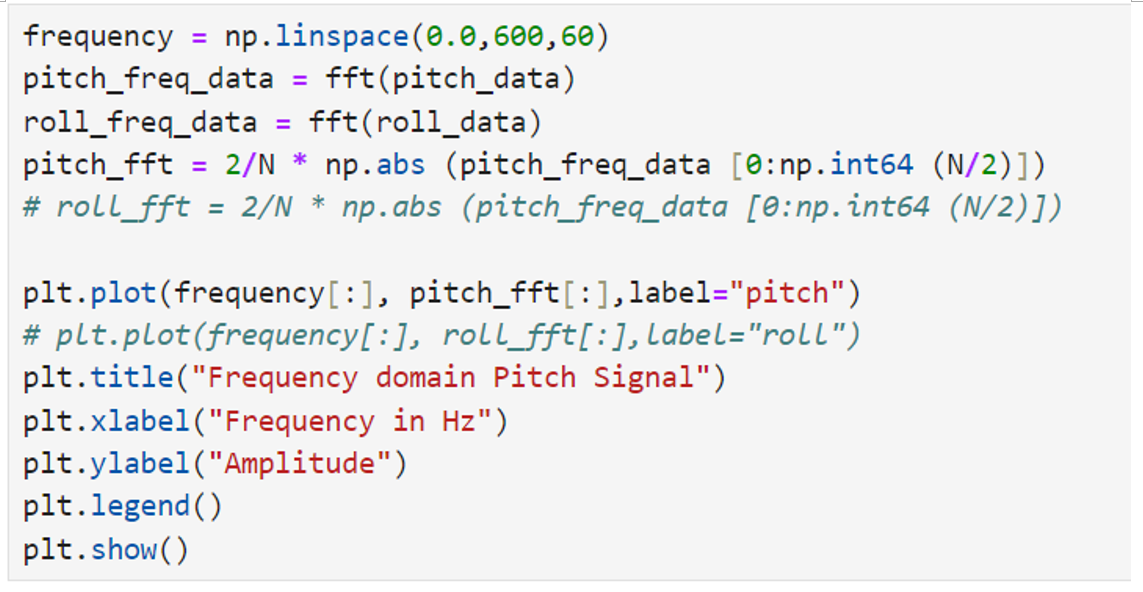 frequency = np.linspace(0.0,600,60)
pitch_freq_data = fft(pitch_data)
roll_freq_data = fft(roll_data)
pitch_fft = 2/N * np.abs (pitch_freq_data [0:np.int64 (N/2)])
# roll_fft = 2/N * np.abs (pitch_freq_data [0:np.int64 (N/2)])
plt.plot(frequency[:], pitch_fft[:],label="pitch")
# plt.plot(frequency[:], roll_fft[:],label="roll")
plt.title("Frequency domain Pitch Signal")
plt.xlabel("Frequency in Hz")
plt.ylabel("Amplitude")
plt.legend()
plt.show()